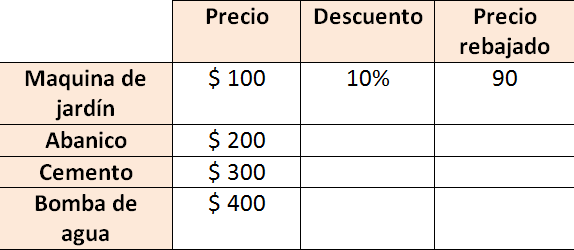 Precio Descuento Precio
rebajado
Maquina de
jardín $ 100 10% 90
Abanico $ 200
Cemento $ 300
Bomba de
agua $ 400